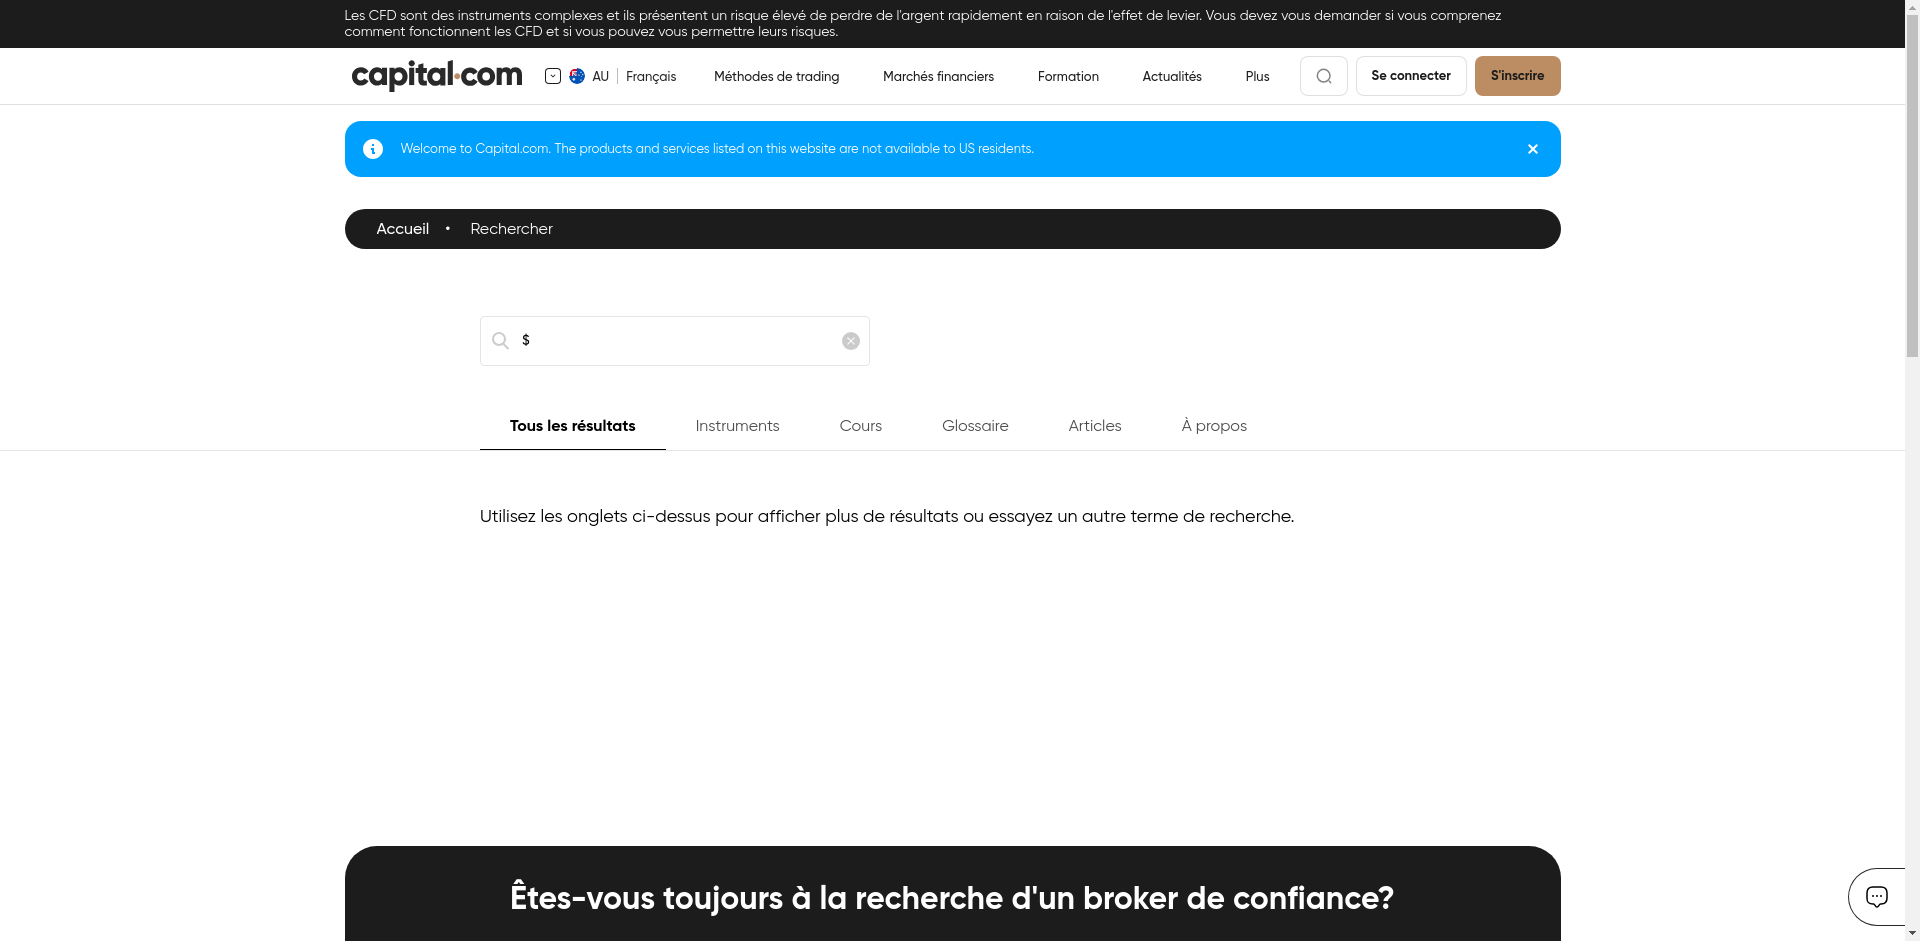 Les CFD sont des instruments complexes et ils présentent un risque élevé de perdre de l'argent rapidement en raison de l'effet de levier. Vous devez vous demander si vous comprenez
comment fonctionnent les CFD et si vous pouvez vous permettre leurs risques.
capital.com AU Français Méthodes de trading Marchés financiers Formation Actualités Plus Se connecter S'inscrire
Welcome to Capital.com. The products and services listed on this website are not available to US residents.
Accueil • Rechercher
$
Tous les résultats Instruments Cours Glossaire Articles À propos
Utilisez les onglets ci-dessus pour afficher plus de résultats ou essayez un autre terme de recherche.
Êtes-vous toujours à la recherche d'un broker de confiance?